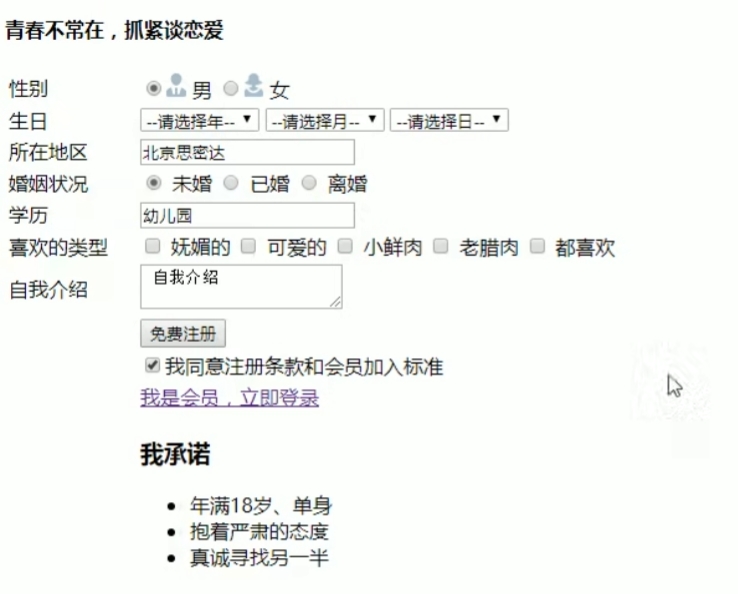 青春不常在，抓紧谈恋爱
性别 男 女
生日 --请选择年-- --请选择月-- --请选择日--
所在地区 北京思密达
婚姻状况 未婚 已婚 离婚
学历 幼儿园
喜欢的类型 妩媚的 可爱的 小鲜肉 老腊肉 都喜欢
自我介绍 自我介绍
免费注册
我同意注册条款和会员加入标准
我是会员，立即登录
我承诺
年满18岁、单身
抱着严肃的态度
真诚寻找另一半